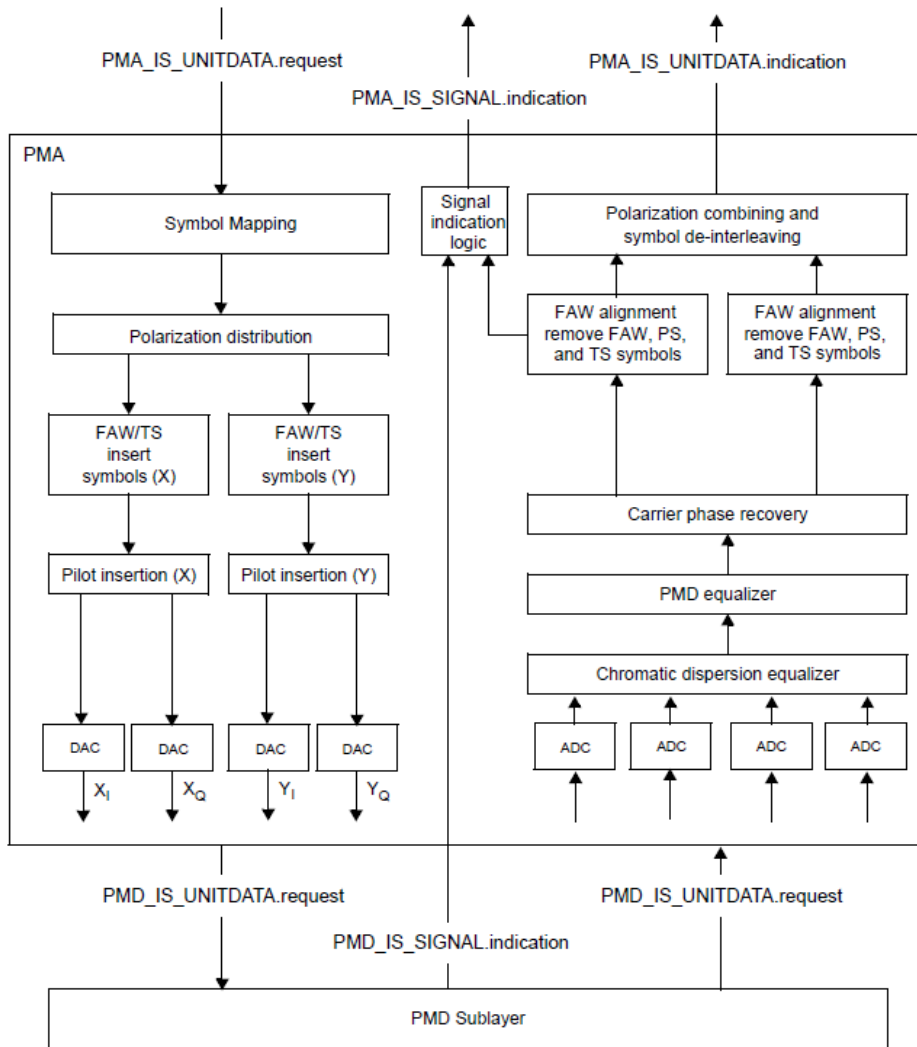 PMA_IS_UNITDATA.request
PMA_IS_UNITDATA.indication
PMA_IS_SIGNAL.indication
PMA
Symbol Mapping
Signal
indication
logic
Polarization combining and
symbol de-interleaving
Polarization distribution
FAW alignment
remove FAW, PS,
and TS symbols
FAW alignment
remove FAW, PS,
and TS symbols
FAW/TS
insert
symbols (X)
FAW/TS
insert
symbols (Y)
Carrier phase recovery
Pilot insertion (X)
Pilot insertion (Y)
PMD equalizer
Chromatic dispersion equalizer
DAC
DAC
DAC
DAC
ADC
ADC
ADC
ADC
XI
XQ
YI
YQ
PMD_IS_UNITDATA.request
PMD_IS_UNITDATA.request
PMD_IS_SIGNAL.indication
PMD Sublayer